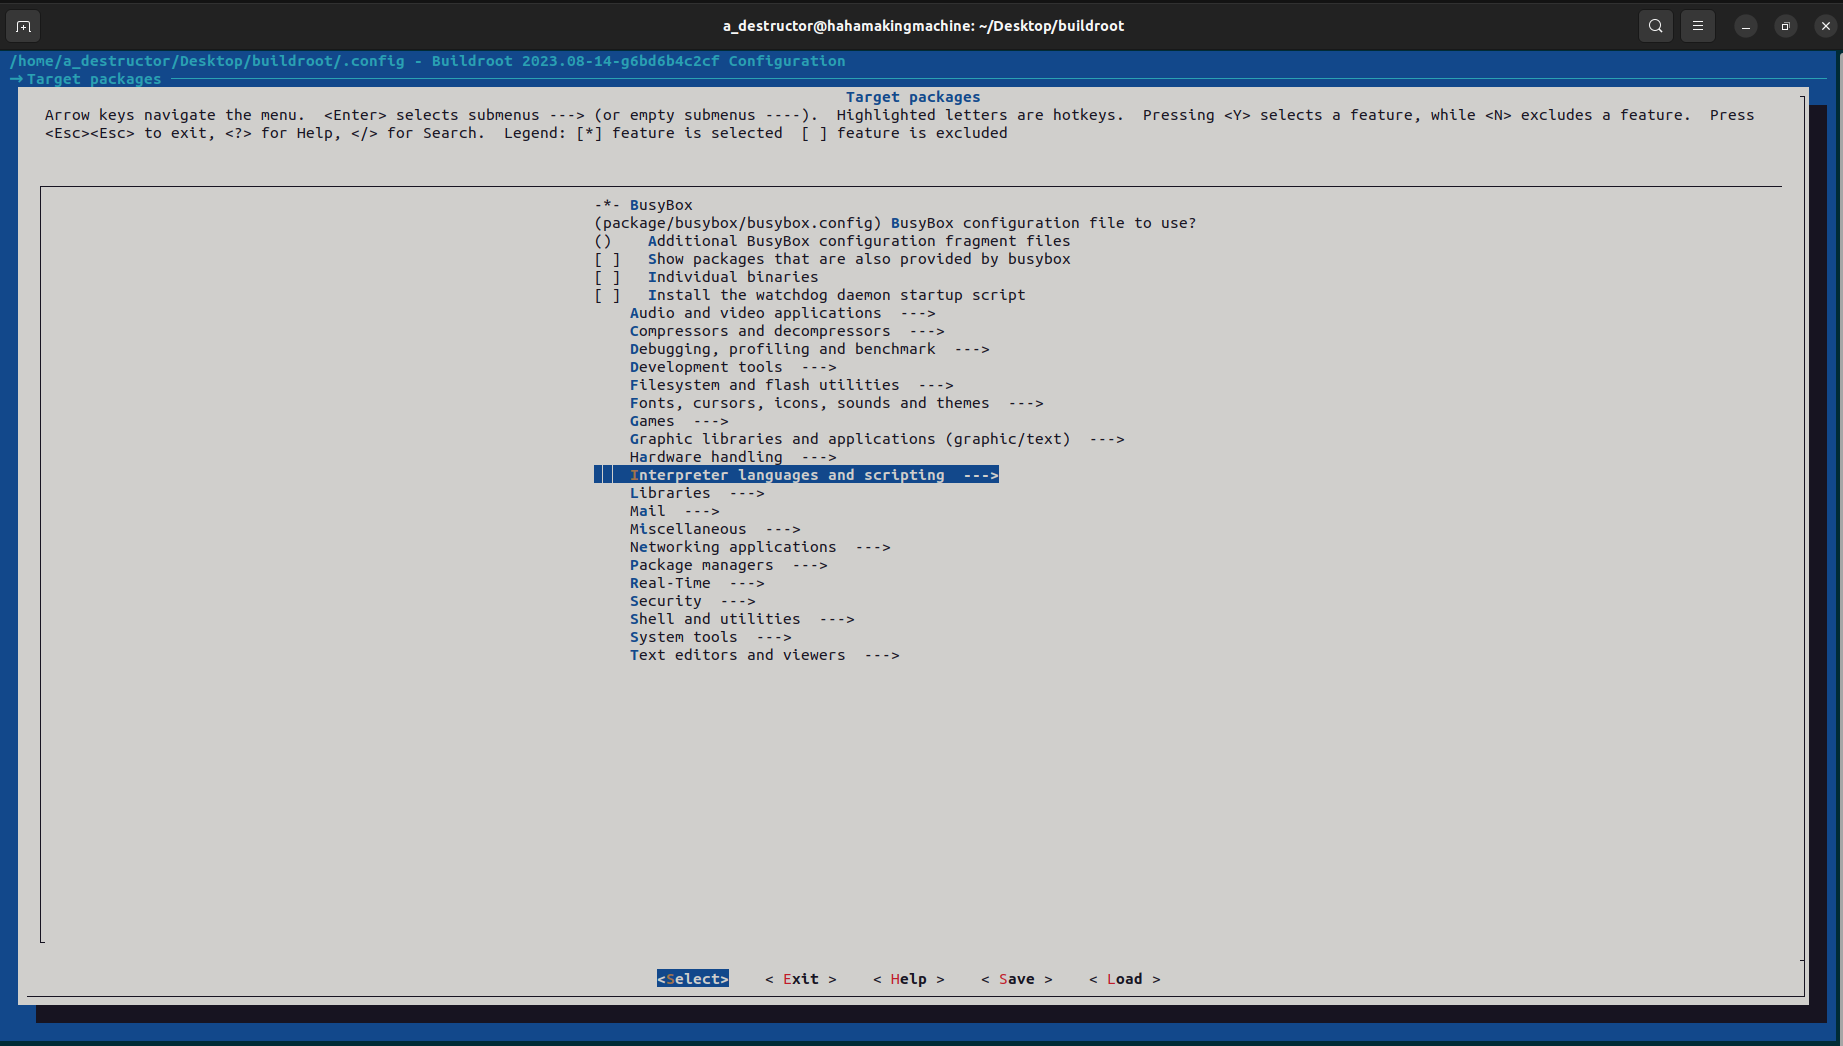 a_destructor@hahamakingmachine: ~/Desktop/buildroot
/home/a_destructor/Desktop/buildroot/.config - Buildroot 2023.08-14-g6bd6b4c2cf Configuration
→ Target packages
Target packages
Arrow keys navigate the menu.  <Enter> selects submenus ---> (or empty submenus ----).  Highlighted letters are hotkeys.  Pressing <Y> selects a feature, while <N> excludes a feature.  Press
<Esc><Esc> to exit, <?> for Help, </> for Search.  Legend: [*] feature is selected  [ ] feature is excluded
-*- BusyBox
(package/busybox/busybox.config) BusyBox configuration file to use?
()    Additional BusyBox configuration fragment files
[ ]   Show packages that are also provided by busybox
[ ]   Individual binaries
[ ]   Install the watchdog daemon startup script
Audio and video applications  --->
Compressors and decompressors  --->
Debugging, profiling and benchmark  --->
Development tools  --->
Filesystem and flash utilities  --->
Fonts, cursors, icons, sounds and themes  --->
Games  --->
Graphic libraries and applications (graphic/text)  --->
Hardware handling  --->
Interpreter languages and scripting  --->
Libraries  --->
Mail  --->
Miscellaneous  --->
Networking applications  --->
Package managers  --->
Real-Time  --->
Security  --->
Shell and utilities  --->
System tools  --->
Text editors and viewers  --->
<Select>    < Exit >    < Help >    < Save >    < Load >